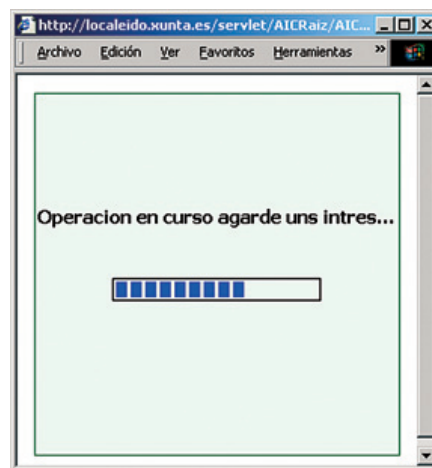 http://localeido.xunta.es/servlet/AICRaiz/AIC...
Archivo Edición Ver Favoritos Herramientas »
Operacion en curso agarde uns intres...